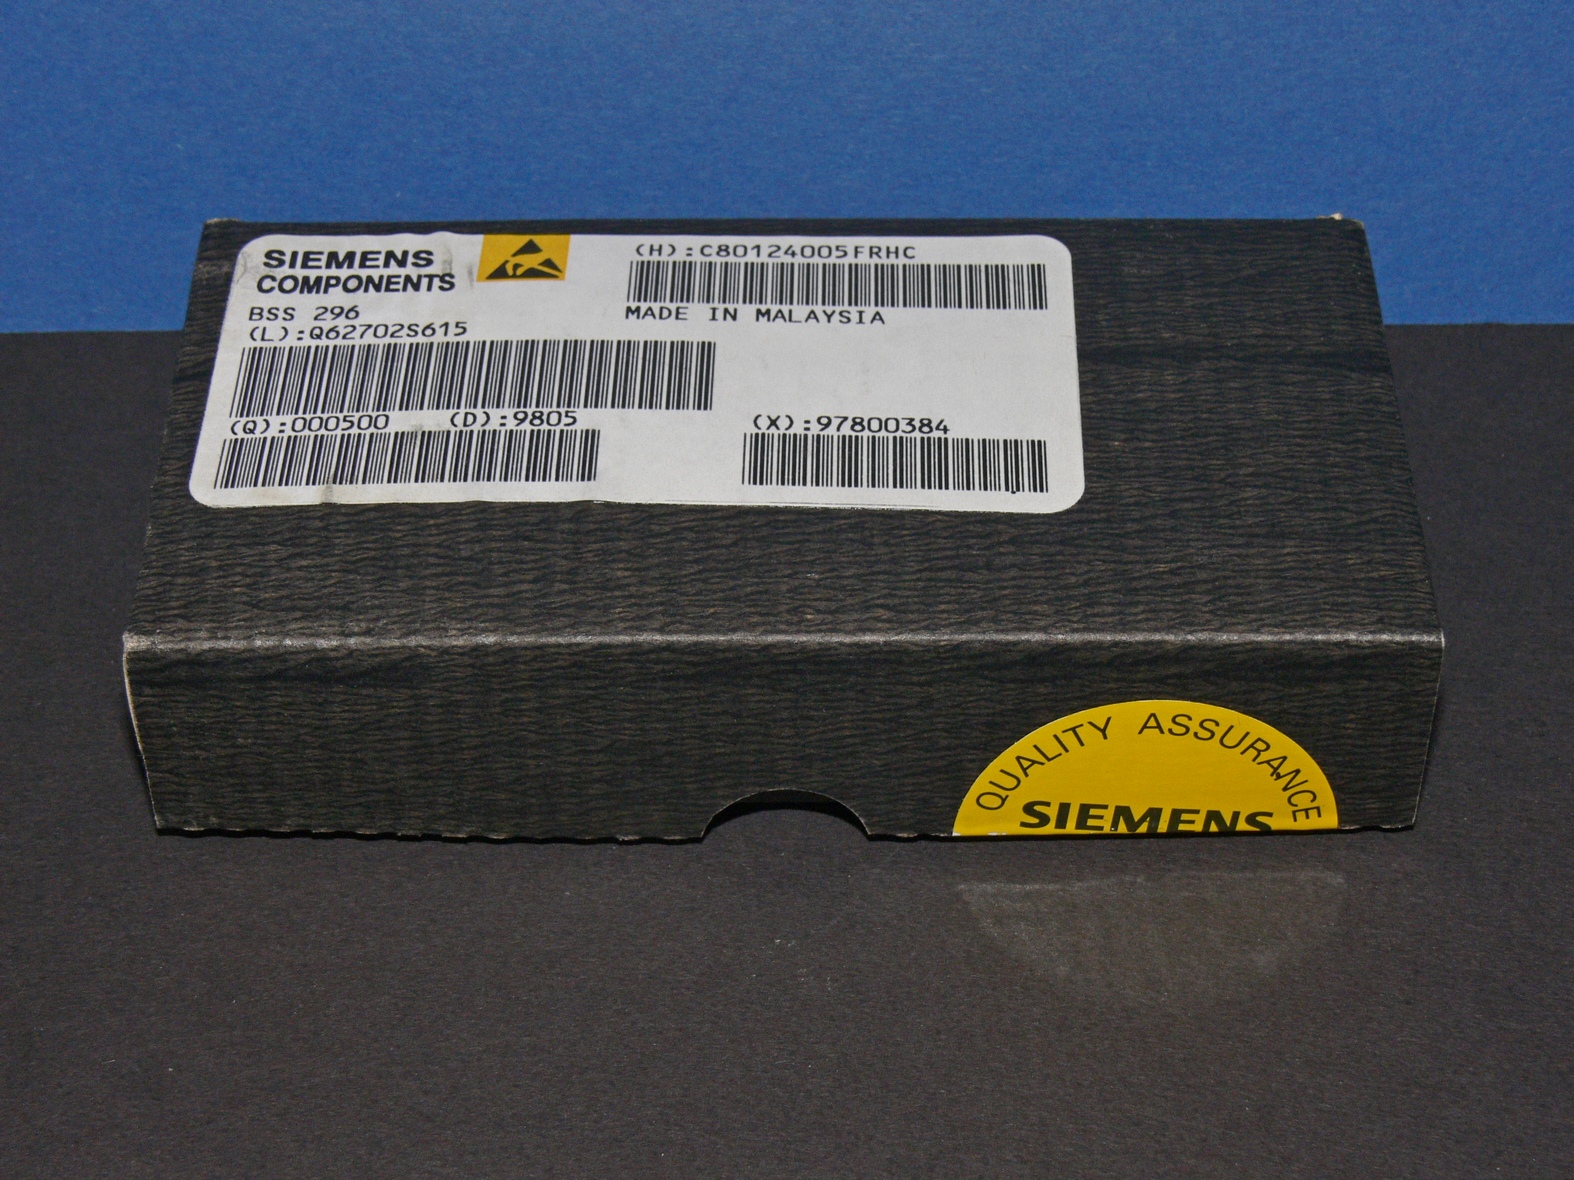 SIEMENS
COMPONENTS
BSS 296
(L):Q62702S615
(H):C80124005FRHC
MADE IN MALAYSIA
(Q):000500 (D):9805
(X):97800384
QUALITY ASSURANCE
SIEMENS